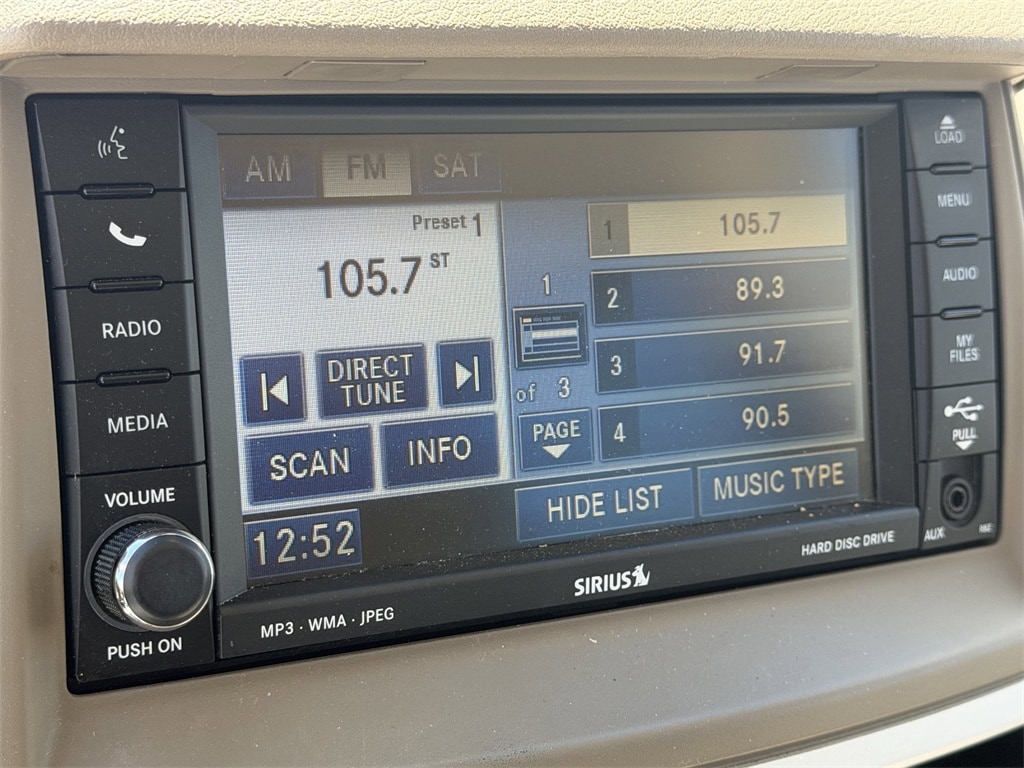 AM FM SAT
Preset 1
105.7 ST
DIRECT
TUNE
SCAN INFO
12:52
1
of 3
PAGE
1 105.7
2 89.3
3 91.7
4 90.5
HIDE LIST MUSIC TYPE
RADIO
MEDIA
VOLUME
PUSH ON
LOAD
MENU
AUDIO
MY
FILES
PULL
AUX
MP3 · WMA · JPEG
SIRIUS
HARD DISC DRIVE